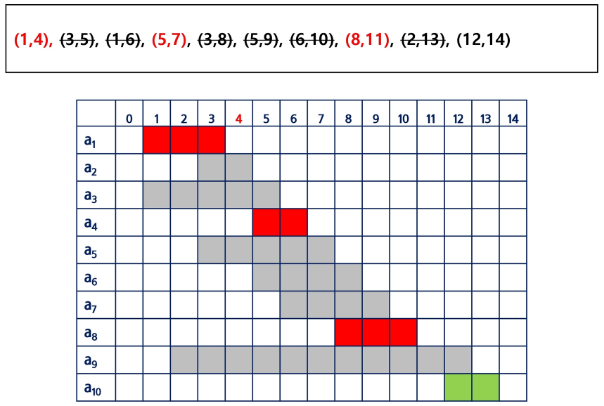 (1,4), (3,5), (1,6), (5,7), (3,8), (5,9), (6,10), (8,11), (2,13), (12,14)
0 1 2 3 4 5 6 7 8 9 10 11 12 13 14
a₁
a₂
a₃
a₄
a₅
a₆
a₇
a₈
a₉
a₁₀